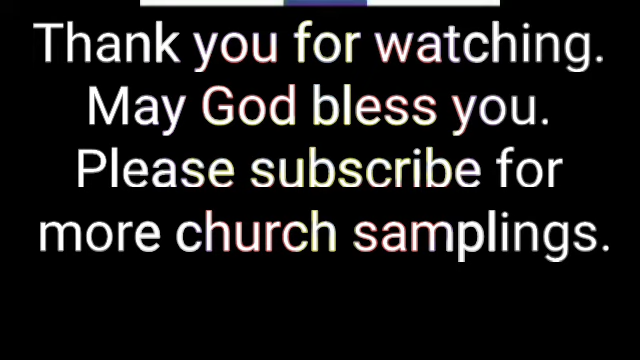 Thank you for watching.
May God bless you.
Please subscribe for
more church samplings.